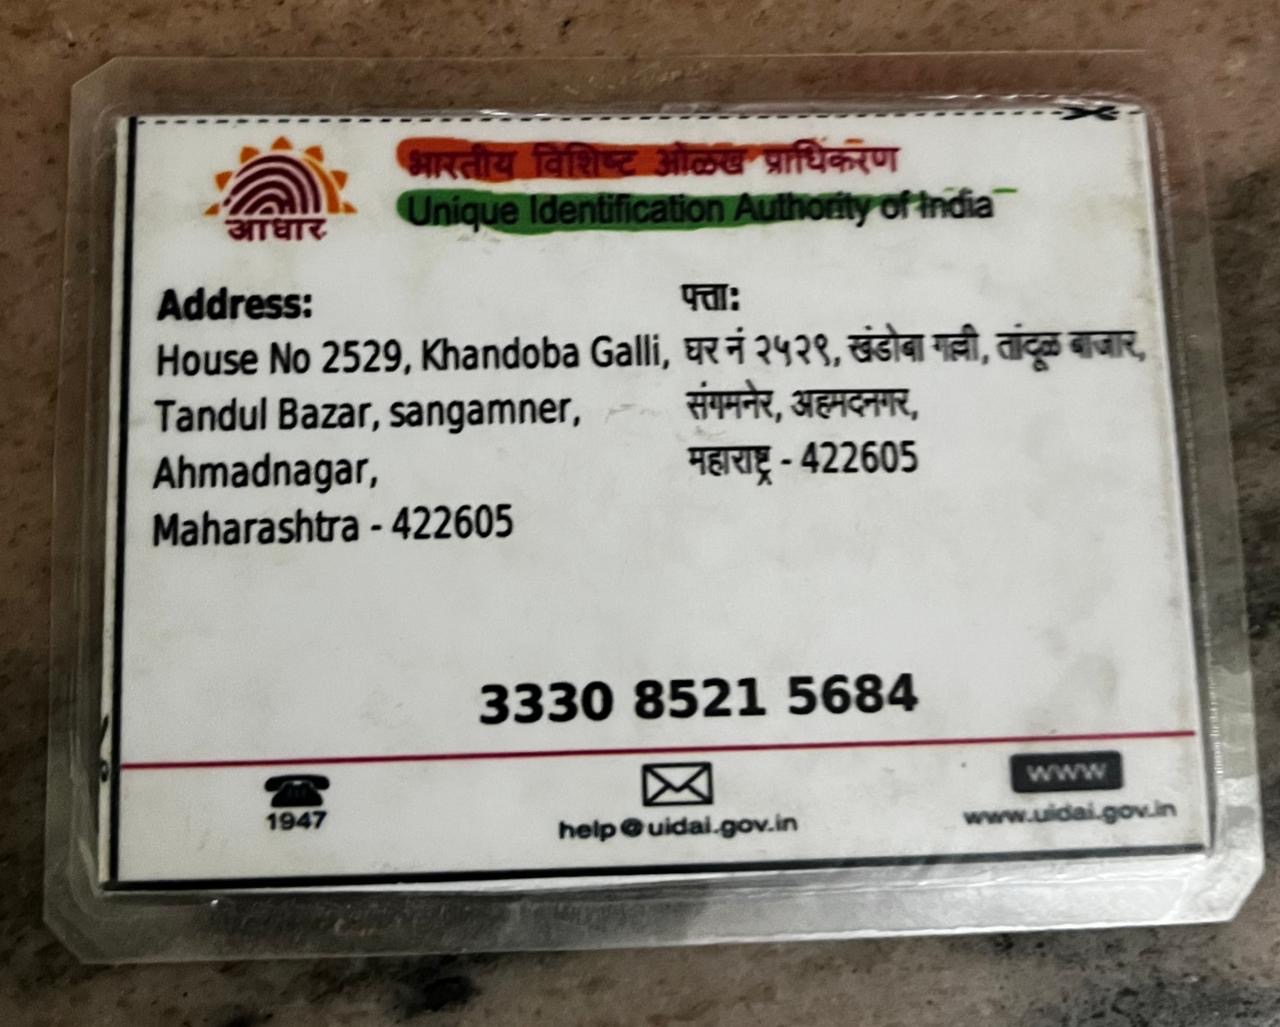 भारतीय विशिष्ट ओळख प्राधिकरण
Unique Identification Authority of India
आधार
Address:
House No 2529, Khandoba Galli,
Tandul Bazar, sangamner,
Ahmadnagar,
Maharashtra - 422605
पत्ता:
घर नं २५२९, खंडोबा गल्ली, तांदूळ बाजार,
संगमनेर, अहमदनगर,
महाराष्ट्र - 422605
3330 8521 5684
1947
help@uidai.gov.in
WWW
www.uidai.gov.in